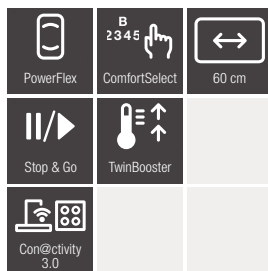 B
2345
PowerFlex
ComfortSelect
60 cm
Stop & Go
TwinBooster
Con@ctivity
3.0